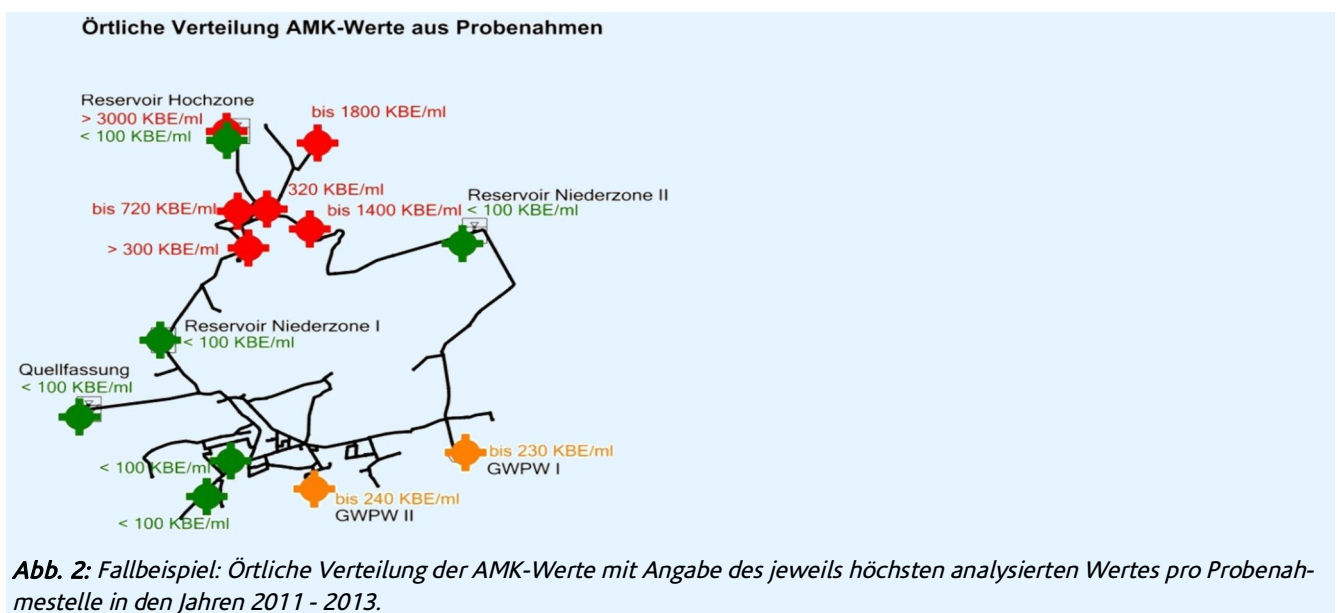 Örtliche Verteilung AMK-Werte aus Probenahmen
Reservoir Hochzone
> 3000 KBE/ml
< 100 KBE/ml
bis 1800 KBE/ml
320 KBE/ml
bis 720 KBE/ml
bis 1400 KBE/ml
Reservoir Niederzone II
< 100 KBE/ml
> 300 KBE/ml
Reservoir Niederzone I
< 100 KBE/ml
Quellfassung
< 100 KBE/ml
bis 230 KBE/ml
GWPW I
< 100 KBE/ml
bis 240 KBE/ml
GWPW II
< 100 KBE/ml
Abb. 2: Fallbeispiel: Örtliche Verteilung der AMK-Werte mit Angabe des jeweils höchsten analysierten Wertes pro Probenah-
mestelle in den Jahren 2011 - 2013.